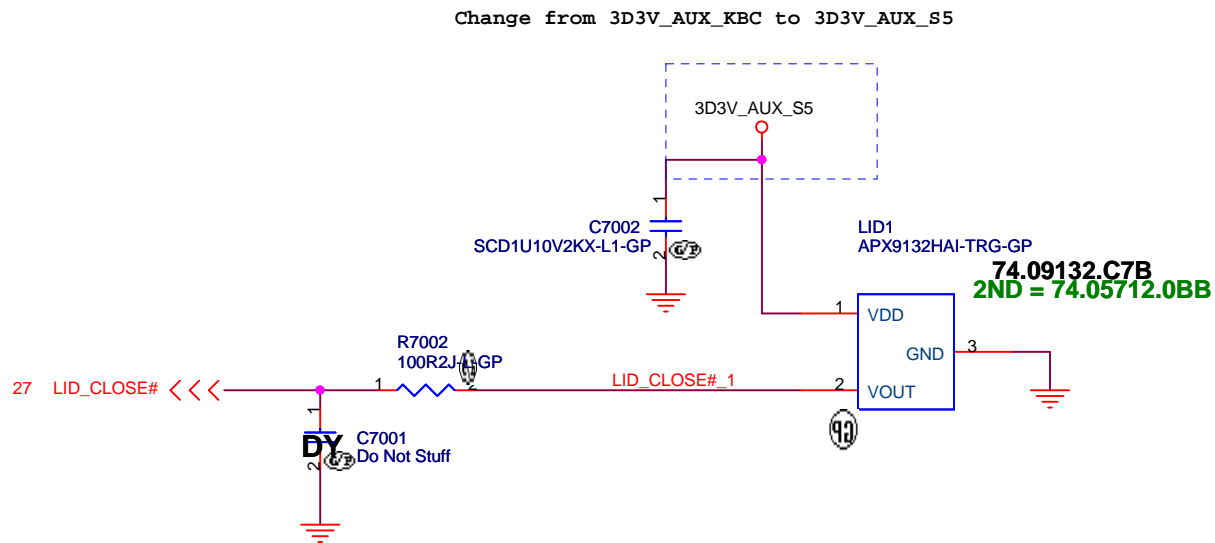 Change from 3D3V_AUX_KBC to 3D3V_AUX_S5
3D3V_AUX_S5
1
C7002
SCD1U10V2KX-L1-GP
2
G/P
LID1
APX9132HAI-TRG-GP
74.09132.C7B
2ND = 74.05712.0BB
1
VDD
GND
3
R7002
100R2J-
GP
27
LID_CLOSE#
1
2
LID_CLOSE#_1
2
VOUT
1
DY
C7001
2
G/P
Do Not Stuff